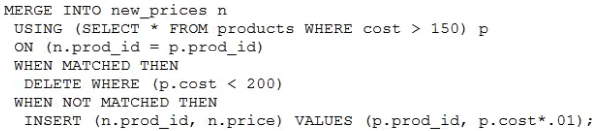 MERGE INTO new_prices n
USING (SELECT * FROM products WHERE cost > 150) p
ON (n.prod_id = p.prod_id)
WHEN MATCHED THEN
DELETE WHERE (p.cost < 200)
WHEN NOT MATCHED THEN
INSERT (n.prod_id, n.price) VALUES (p.prod_id, p.cost*.01);